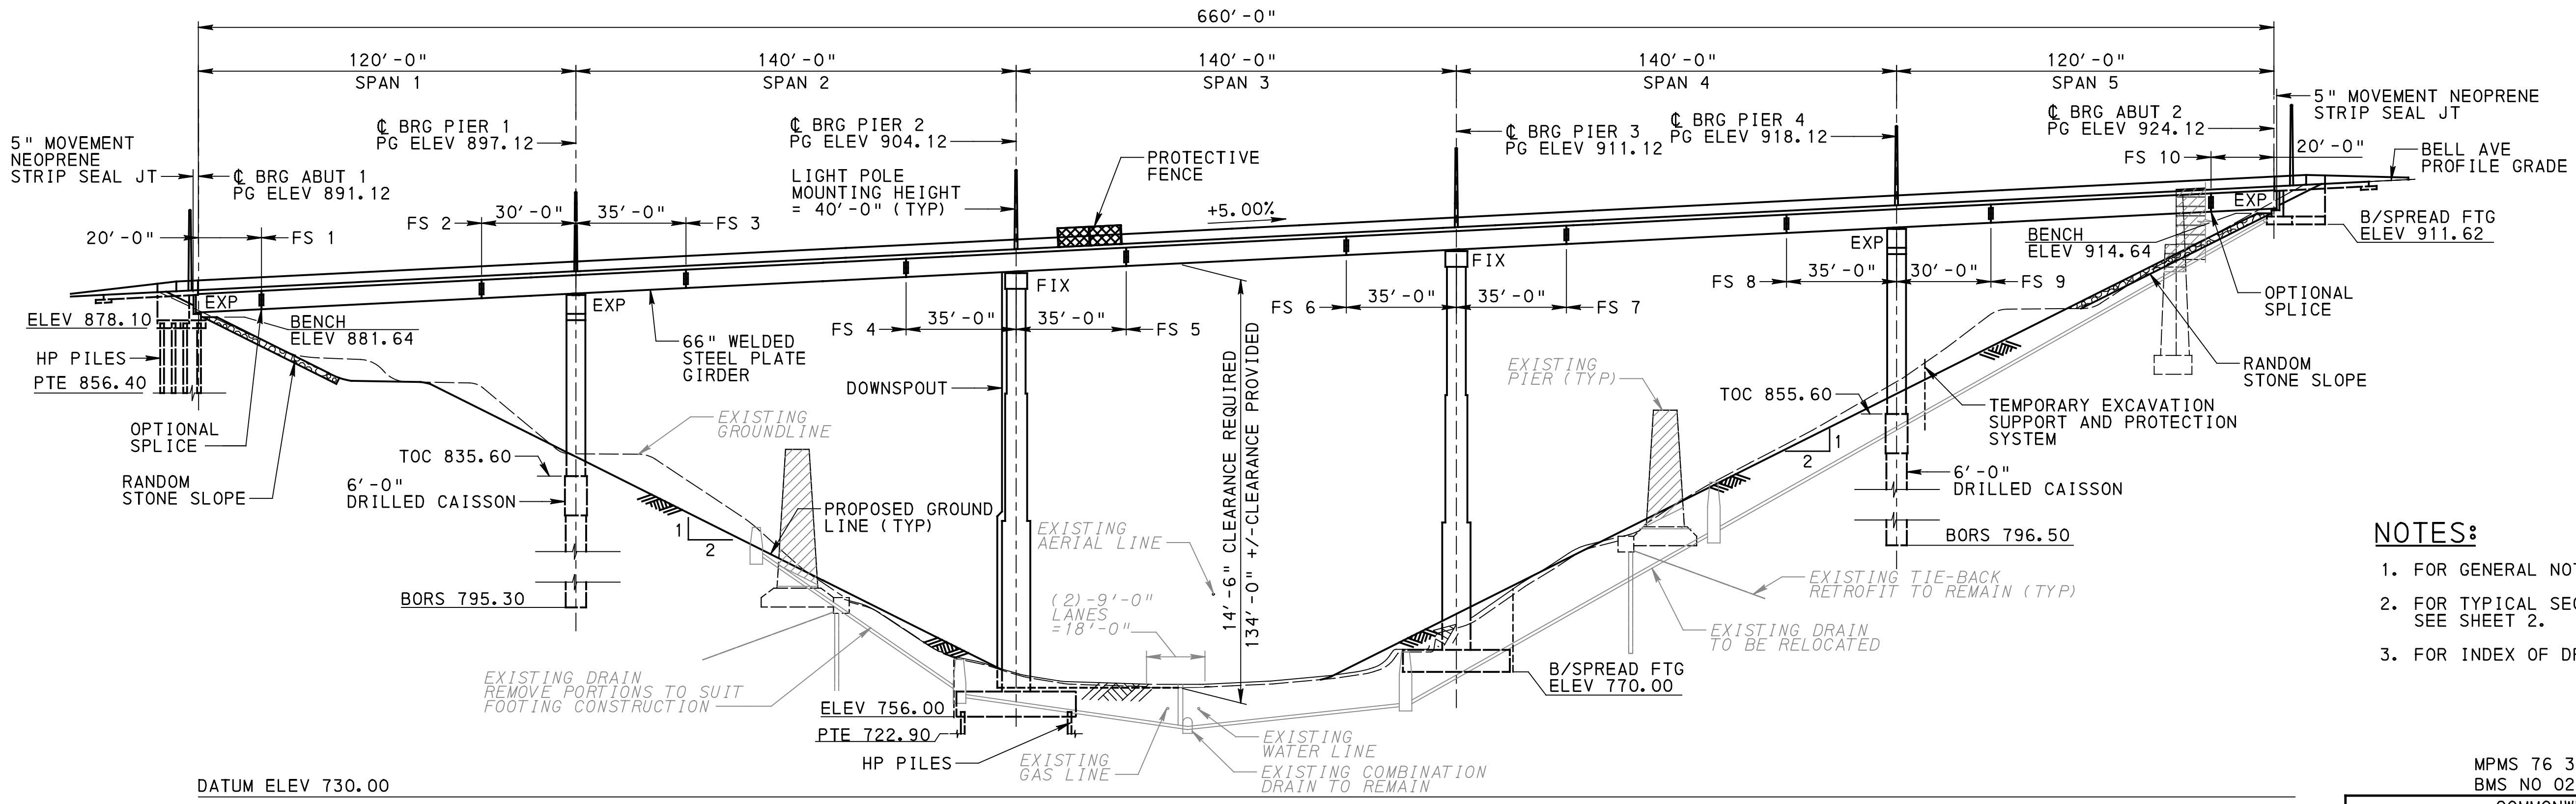 660'-0"
120'-0"
SPAN 1
140'-0"
SPAN 2
140'-0"
SPAN 3
140'-0"
SPAN 4
120'-0"
SPAN 5
5" MOVEMENT
NEOPRENE
STRIP SEAL JT
℄ BRG ABUT 1
PG ELEV 891.12
℄ BRG PIER 1
PG ELEV 897.12
℄ BRG PIER 2
PG ELEV 904.12
LIGHT POLE
MOUNTING HEIGHT
= 40'-0" (TYP)
PROTECTIVE
FENCE
℄ BRG PIER 3
PG ELEV 911.12
℄ BRG PIER 4
PG ELEV 918.12
℄ BRG ABUT 2
PG ELEV 924.12
5" MOVEMENT NEOPRENE
STRIP SEAL JT
FS 10
20'-0"
BELL AVE
PROFILE GRADE
20'-0"
FS 1
FS 2
30'-0"
35'-0"
FS 3
+5.00%
EXP
EXP
FIX
FIX
EXP
EXP
B/SPREAD FTG
ELEV 911.62
BENCH
ELEV 914.64
ELEV 878.10
BENCH
ELEV 881.64
HP PILES
PTE 856.40
66" WELDED
STEEL PLATE
GIRDER
FS 4
35'-0"
35'-0"
FS 5
FS 6
35'-0"
35'-0"
FS 7
FS 8
35'-0"
30'-0"
FS 9
OPTIONAL
SPLICE
RANDOM
STONE SLOPE
OPTIONAL
SPLICE
RANDOM
STONE SLOPE
DOWNSPOUT
EXISTING
GROUNDLINE
EXISTING
PIER (TYP)
TOC 855.60
TEMPORARY EXCAVATION
SUPPORT AND PROTECTION
SYSTEM
TOC 835.60
6'-0"
DRILLED CAISSON
1
2
PROPOSED GROUND
LINE (TYP)
EXISTING
AERIAL LINE
14'-6" CLEARANCE REQUIRED
134'-0" +/-CLEARANCE PROVIDED
1
2
6'-0"
DRILLED CAISSON
BORS 796.50
BORS 795.30
(2)-9'-0"
LANES
=18'-0"
EXISTING TIE-BACK
RETROFIT TO REMAIN (TYP)
EXISTING DRAIN
TO BE RELOCATED
EXISTING DRAIN
REMOVE PORTIONS TO SUIT
FOOTING CONSTRUCTION
B/SPREAD FTG
ELEV 770.00
ELEV 756.00
PTE 722.90
HP PILES
EXISTING
GAS LINE
EXISTING
WATER LINE
EXISTING COMBINATION
DRAIN TO REMAIN
DATUM ELEV 730.00
NOTES:
1. FOR GENERAL
2. FOR TYPICAL
SEE SHEET 2.
3. FOR INDEX OF
MPMS 76 3
BMS NO 02